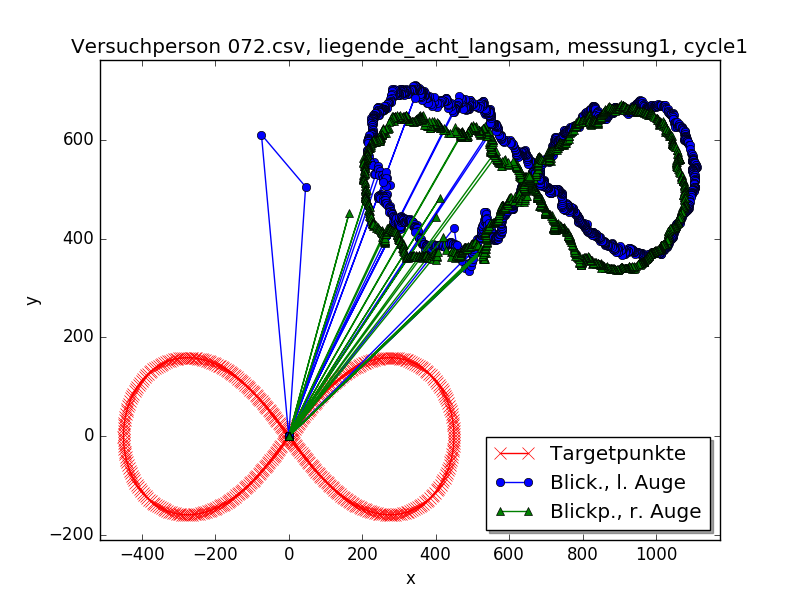 Versuchperson 072.csv, liegende_acht_langsam, messung1, cycle1
y
600
400
200
0
−200
−400 −200 0 200 400 600 800 1000
x
Targetpunkte
Blick., l. Auge
Blickp., r. Auge